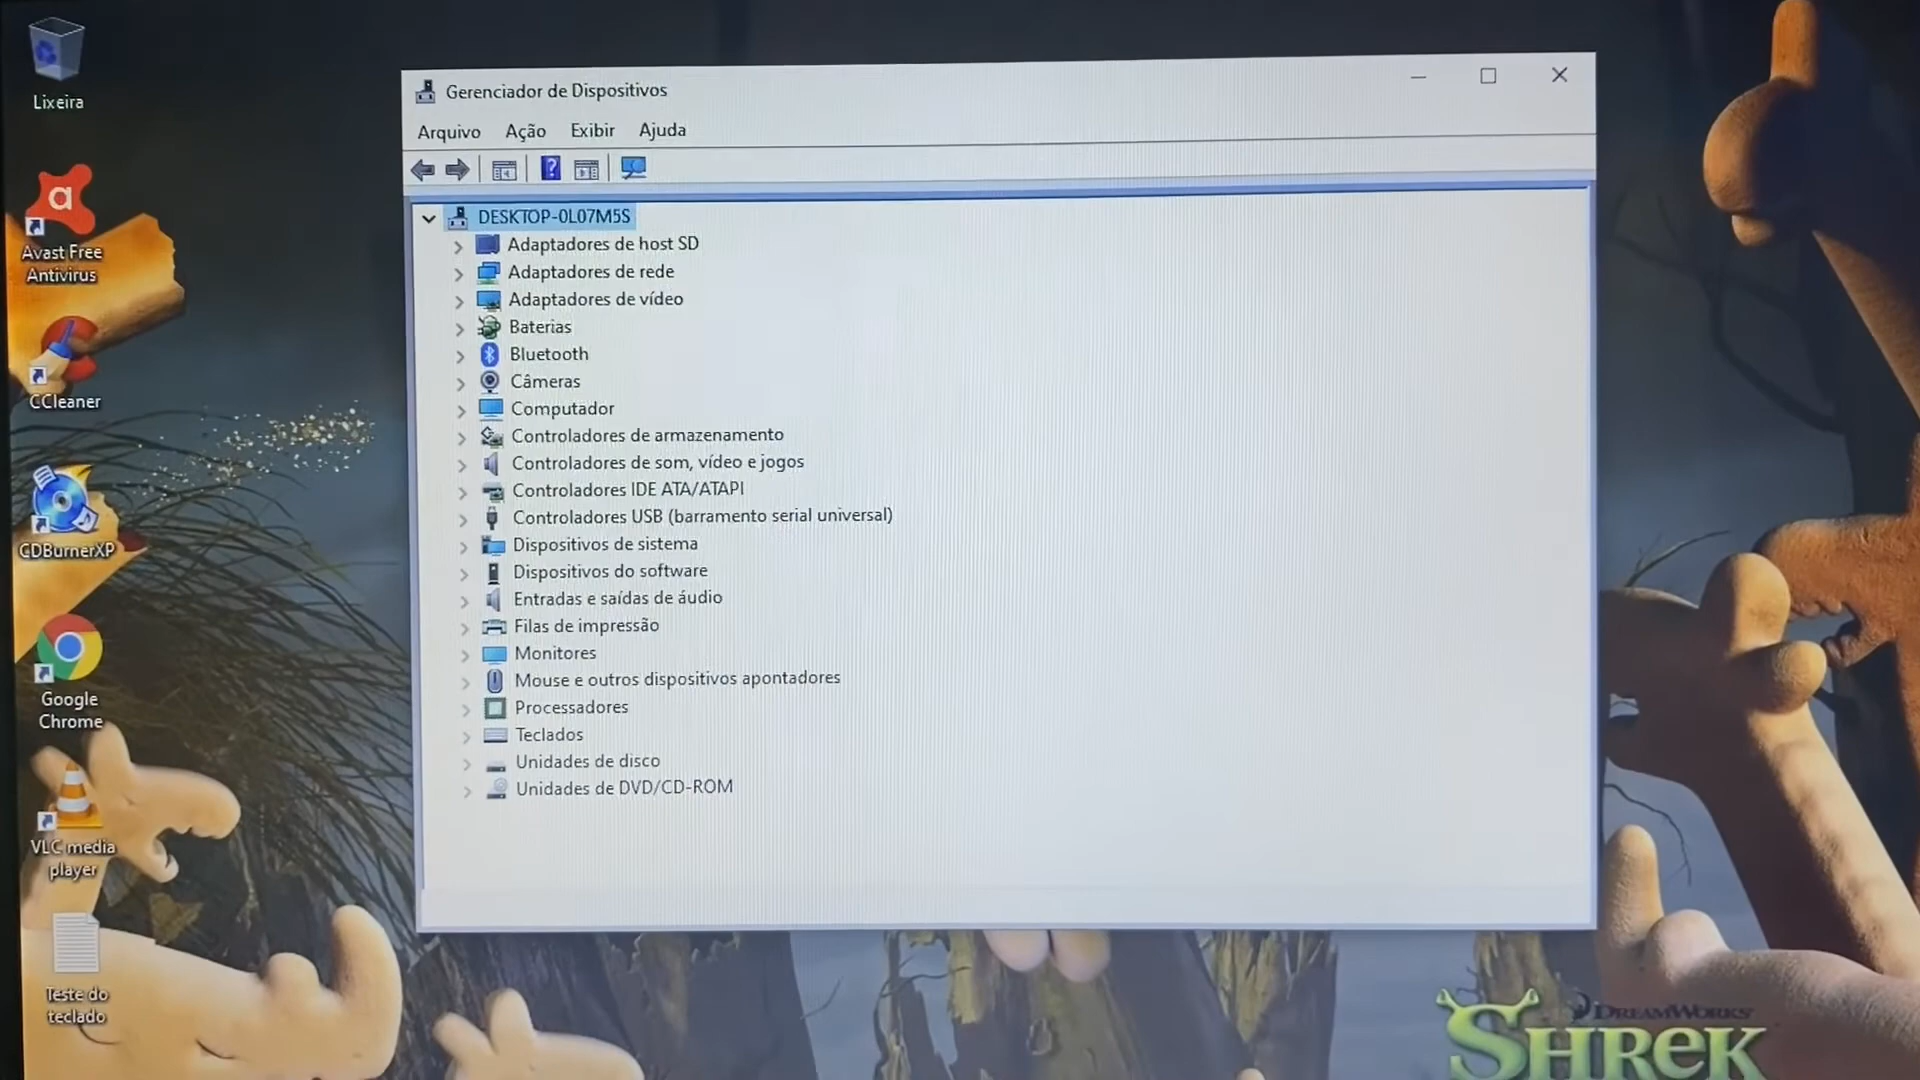 Lixeira
Avast Free
Antivirus
CCleaner
CDBurnerXP
Google
Chrome
VLC media
player
Teste do
teclado
Gerenciador de Dispositivos
Arquivo Ação Exibir Ajuda
DESKTOP-0L07M5S
Adaptadores de host SD
Adaptadores de rede
Adaptadores de vídeo
Baterias
Bluetooth
Câmeras
Computador
Controladores de armazenamento
Controladores de som, vídeo e jogos
Controladores IDE ATA/ATAPI
Controladores USB (barramento serial universal)
Dispositivos de sistema
Dispositivos do software
Entradas e saídas de áudio
Filas de impressão
Monitores
Mouse e outros dispositivos apontadores
Processadores
Teclados
Unidades de disco
Unidades de DVD/CD-ROM
DREAMWORKS
SHREK